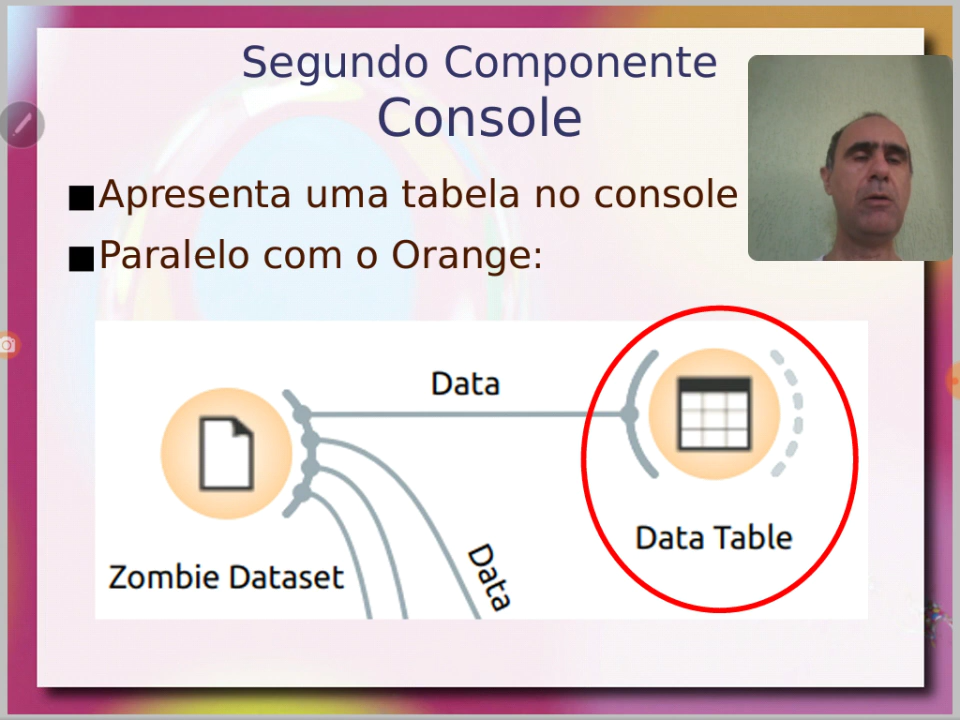 Segundo Componente
Console
■Apresenta uma tabela no console
■Paralelo com o Orange:
Data
Data Table
Zombie Dataset
Data